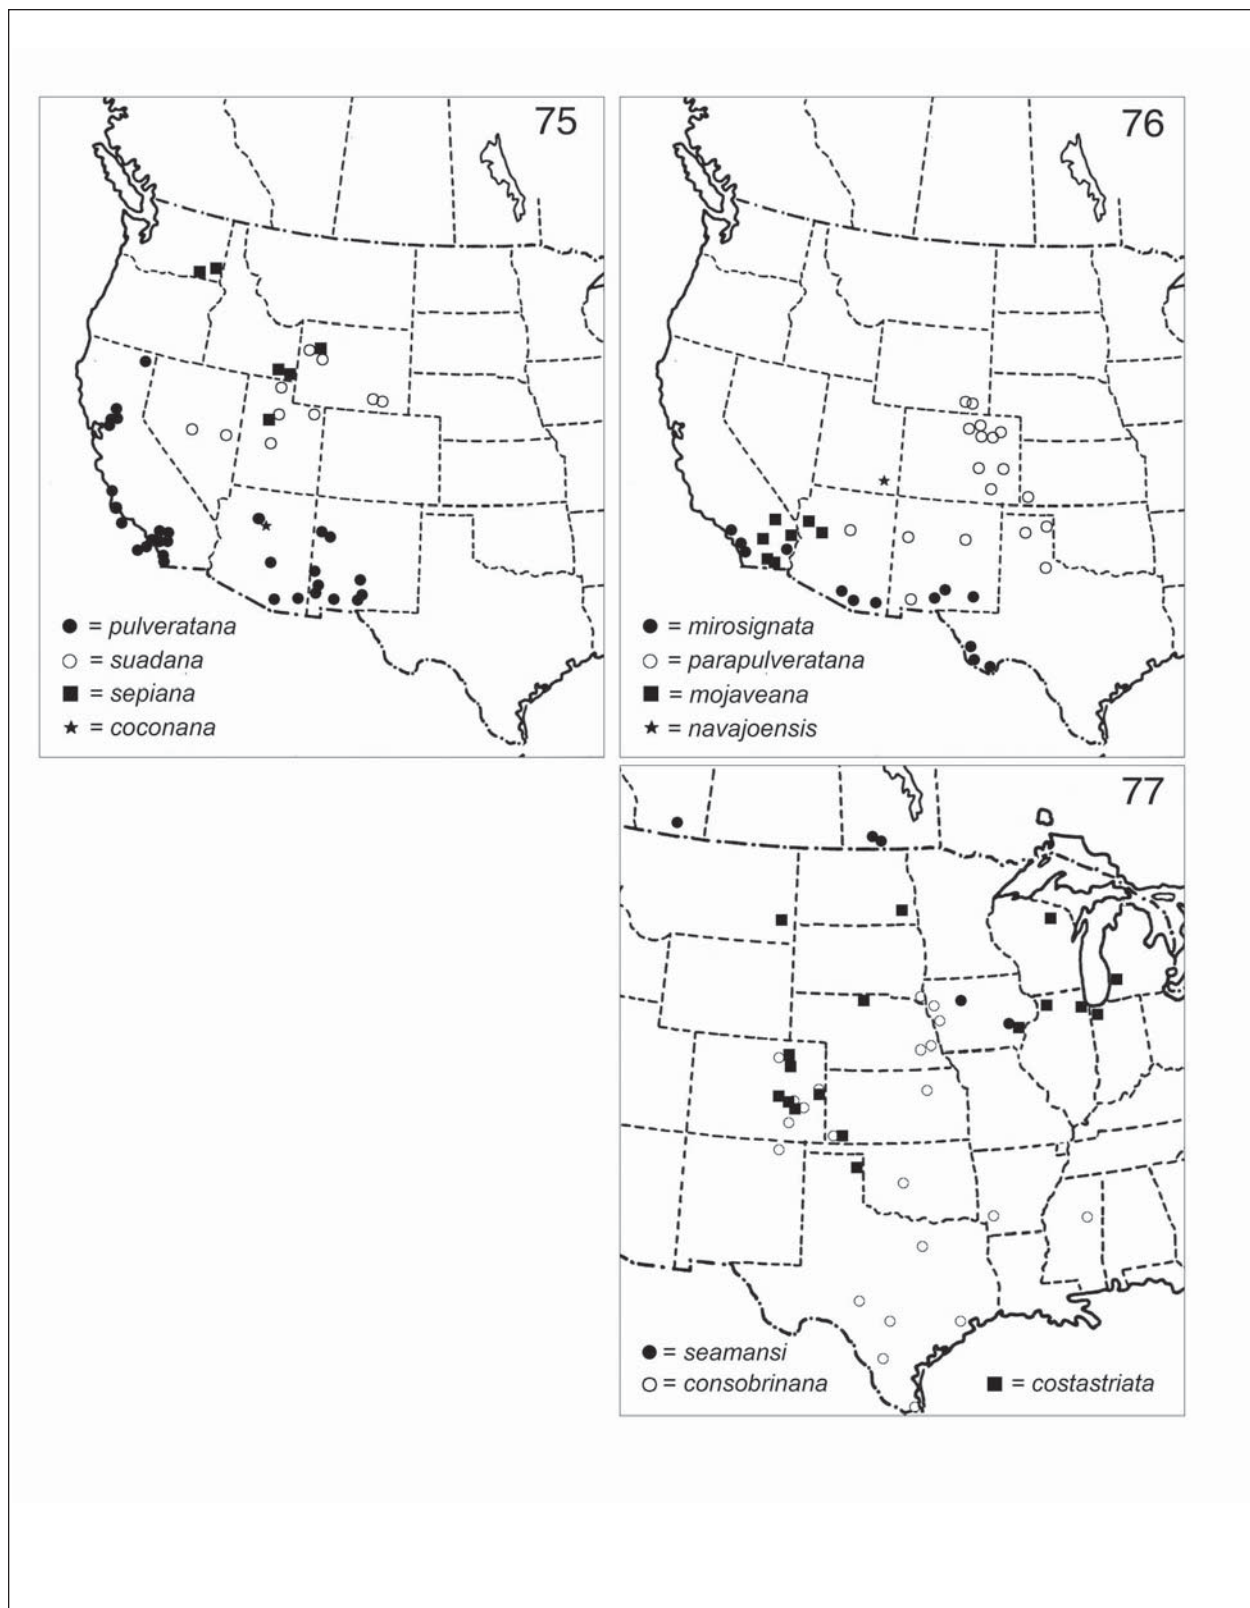 75
= pulveratana
= suadana
= sepiana
= coconana
76
= mirosignata
= parapulveratana
= mojaveana
= navajoensis
77
= seamansi
= consobrinana
= costastriata